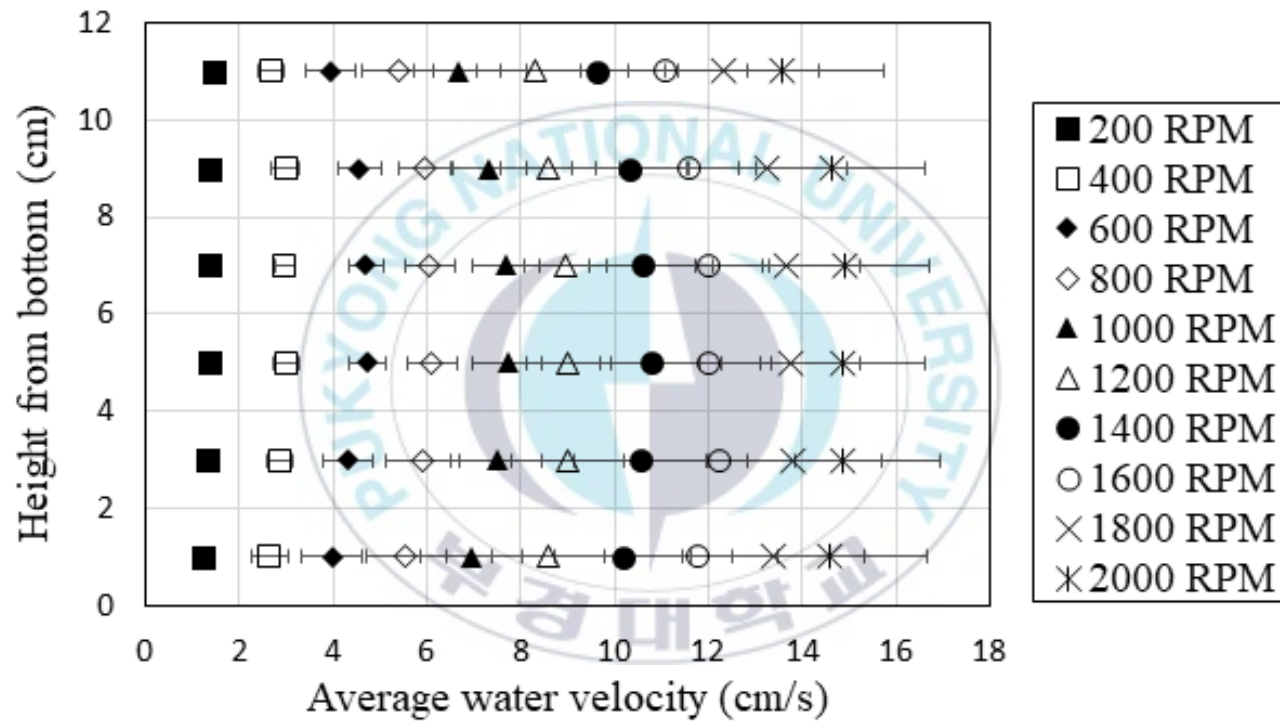 12
10
8
6
4
2
0
0 2 4 6 8 10 12 14 16 18
Height from bottom (cm)
Average water velocity (cm/s)
200 RPM
400 RPM
600 RPM
800 RPM
1000 RPM
1200 RPM
1400 RPM
1600 RPM
1800 RPM
2000 RPM
PUKYONG NATIONAL UNIVERSITY
부경대학교